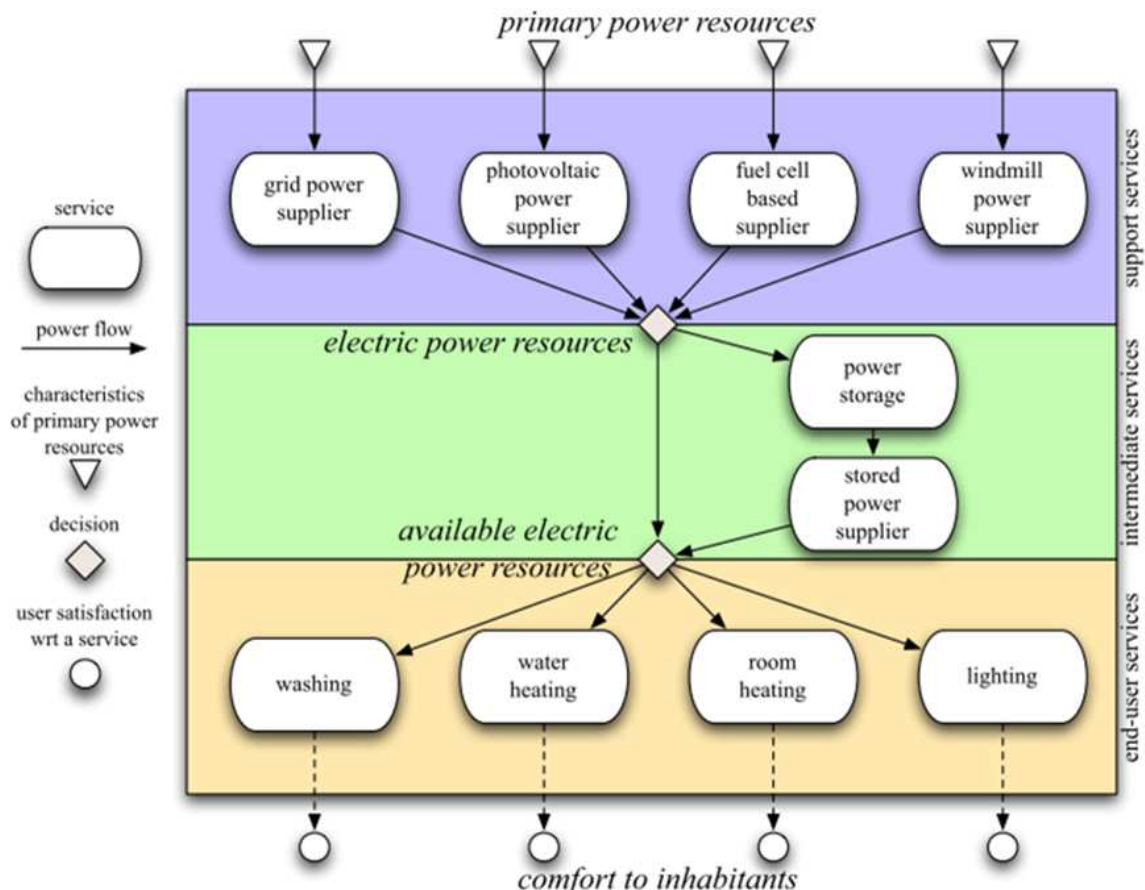 primary power resources
grid power
supplier
photovoltaic
power
supplier
fuel cell
based
supplier
windmill
power
supplier
support services
service
power flow
characteristics
of primary power
resources
decision
user satisfaction
wrt a service
electric power resources
power
storage
stored
power
supplier
intermediate services
available electric
power resources
washing
water
heating
room
heating
lighting
end-user services
comfort to inhabitants